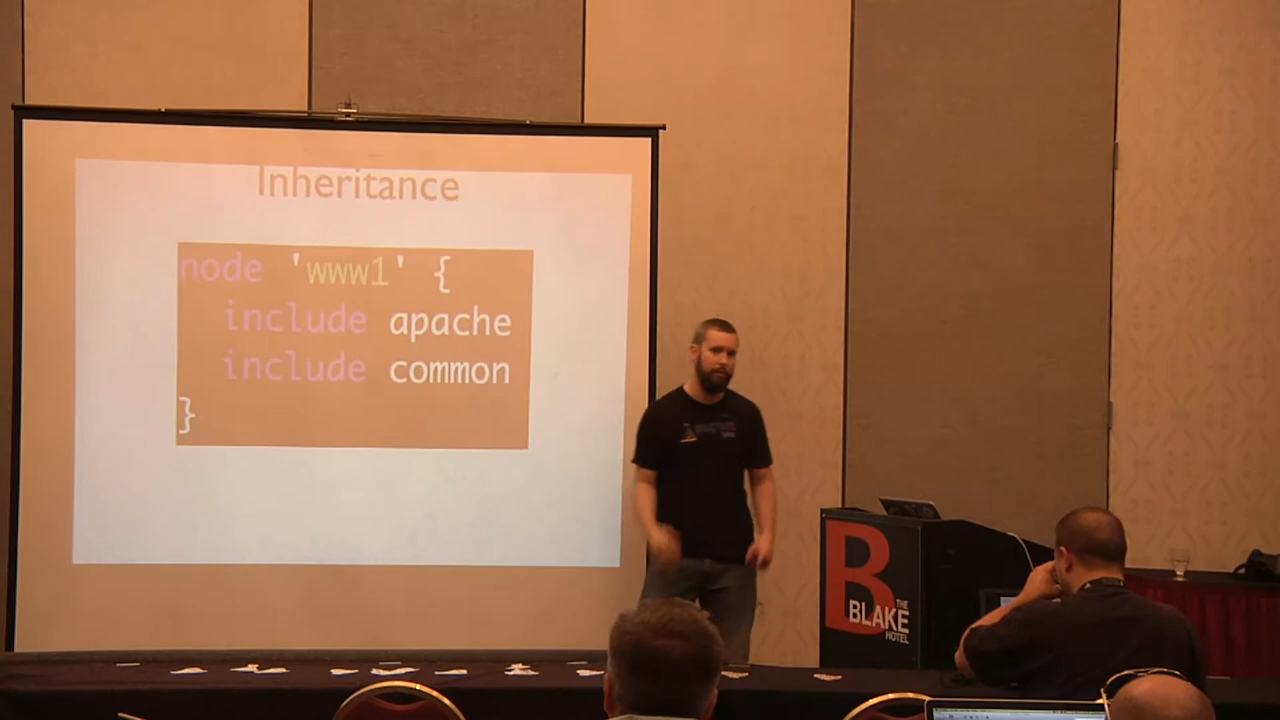 Inheritance
node 'www1' {
include apache
include common
}
B
THE
BLAKE
HOTEL